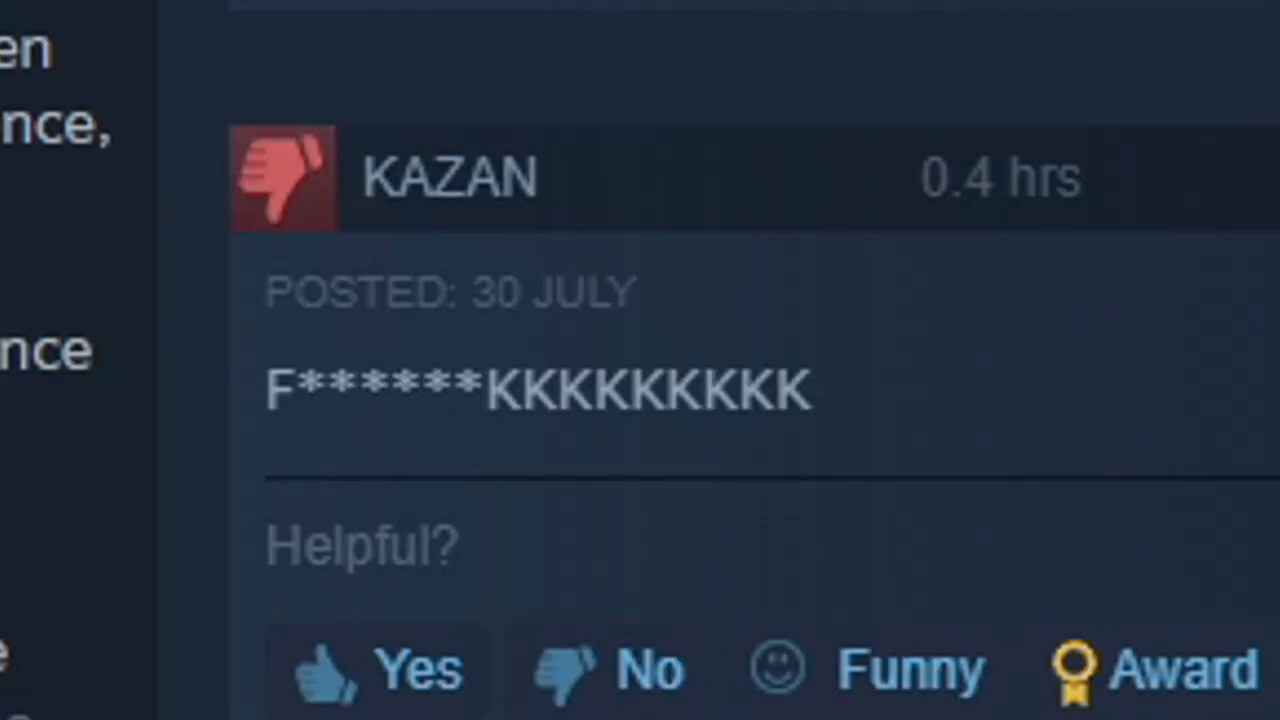 en
nce,
nce
e
KAZAN 0.4 hrs
POSTED: 30 JULY
F******KKKKKKKKK
Helpful?
Yes No Funny Award